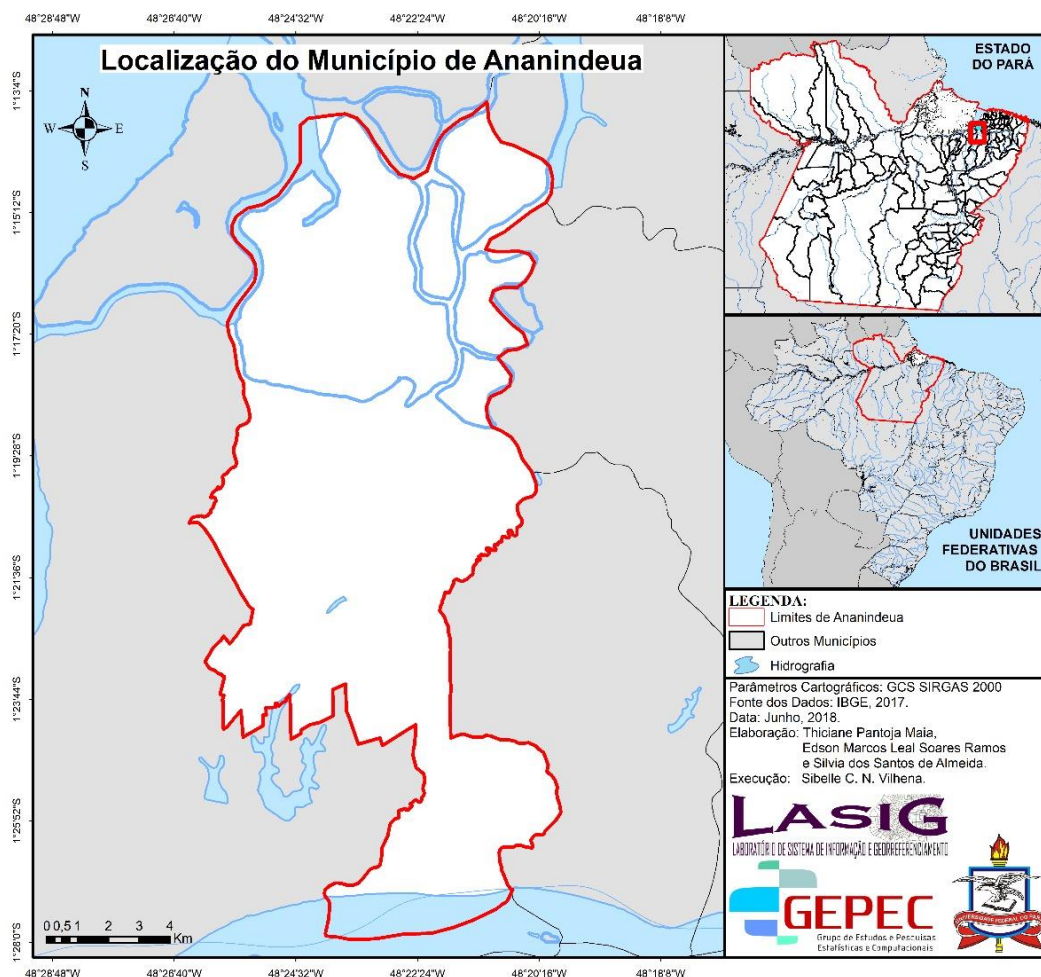 48°28'48"W 48°26'40"W 48°24'32"W 48°22'24"W 48°20'16"W 48°18'8"W
Localização do Município de Ananindeua
N
W E
S
1°13'4"S
1°15'12"S
1°17'20"S
1°19'28"S
1°21'36"S
1°23'44"S
1°25'52"S
1°28'0"S
0 0,5 1 2 3 4
Km
48°28'48"W 48°26'40"W 48°24'32"W 48°22'24"W 48°20'16"W 48°18'8"W
ESTADO
DO PARÁ
UNIDADES
FEDERATIVAS
DO BRASIL
LEGENDA:
Limites de Ananindeua
Outros Municípios
Hidrografia
Parâmetros Cartográficos: GCS SIRGAS 2000
Fonte dos Dados: IBGE, 2017.
Data: Junho, 2018.
Elaboração: Thiciane Pantoja Maia,
Edson Marcos Leal Soares Ramos
e Silvia dos Santos de Almeida.
Execução: Sibelle C. N. Vilhena.
LASIG
LABORATÓRIO DE SISTEMA DE INFORMAÇÃO E GEORREFERENCIAMENTO
GEPEC
Grupo de Estudos e Pesquisas
Estatísticas e Computacionais
UNIVERSIDADE FEDERAL DO PARÁ